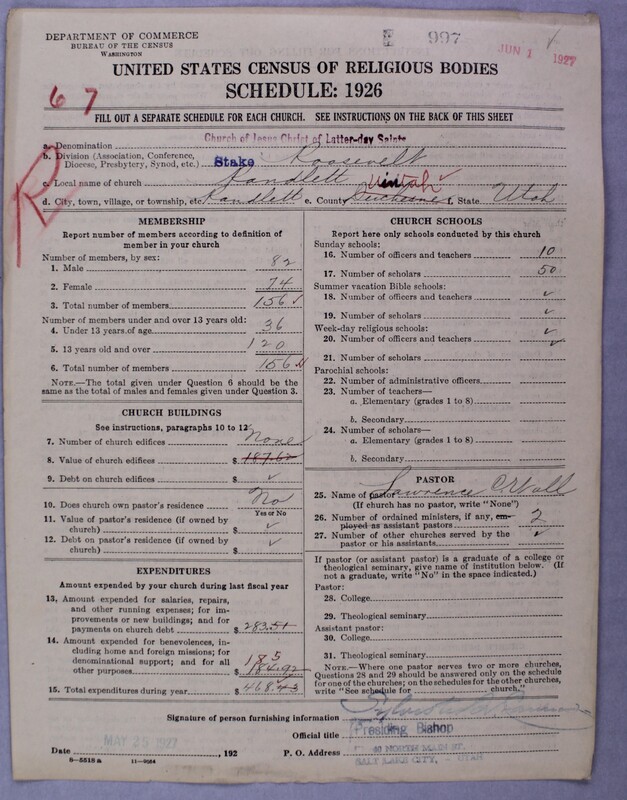 DEPARTMENT OF COMMERCE
BUREAU OF THE CENSUS
WASHINGTON
E 997
JUN 1 1927
UNITED STATES CENSUS OF RELIGIOUS BODIES
SCHEDULE: 1926
67
FILL OUT A SEPARATE SCHEDULE FOR EACH CHURCH. SEE INSTRUCTIONS ON THE BACK OF THIS SHEET
R
a. Denomination Church of Jesus Christ of Latter-day Saints
b. Division (Association, Conference, Diocese, Presbytery, Synod, etc.) Stake Roosevelt
c. Local name of church Randlett
Uintah ✓
d. City, town, village, or township, etc. Randlett e. County Duchesne f. State Utah
MEMBERSHIP
Report number of members according to definition of member in your church
Number of members, by sex:
1. Male 82
2. Female 74
3. Total number of members 156 ✓
Number of members under and over 13 years old:
4. Under 13 years of age 36
5. 13 years old and over 120
6. Total number of members 156
NOTE.—The total given under Question 6 should be the same as the total of males and females given under Question 3.
CHURCH BUILDINGS
See instructions, paragraphs 10 to 12
7. Number of church edifices None
8. Value of church edifices $
9. Debt on church edifices $ ✓
10. Does church own pastor's residence No
Yes or No
11. Value of pastor's residence (if owned by church) $ ✓
12. Debt on pastor's residence (if owned by church) $ ✓
EXPENDITURES
Amount expended by your church during last fiscal year
13. Amount expended for salaries, repairs, and other running expenses; for improvements or new buildings; and for payments on church debt $ 283.51
14. Amount expended for benevolences, including home and foreign missions; for denominational support; and for all other purposes 185
$ 184.92
15. Total expenditures during year $ 468.43
CHURCH SCHOOLS
Report here only schools conducted by this church
Sunday schools:
16. Number of officers and teachers 10
17. Number of scholars 50
Summer vacation Bible schools:
18. Number of officers and teachers ✓
19. Number of scholars ✓
Week-day religious schools:
20. Number of officers and teachers ✓
21. Number of scholars ✓
Parochial schools:
22. Number of administrative officers
23. Number of teachers—
a. Elementary (grades 1 to 8)
b. Secondary
24. Number of scholars—
a. Elementary (grades 1 to 8)
b. Secondary
PASTOR
25. Name of pastor Lawrence C Wall
(If church has no pastor, write "None")
26. Number of ordained ministers, if any, employed as assistant pastors 2
27. Number of other churches served by the pastor or his assistants ✓
If pastor (or assistant pastor) is a graduate of a college or theological seminary, give name of institution below. (If not a graduate, write "No" in the space indicated.)
Pastor:
28. College
29. Theological seminary
Assistant pastor:
30. College
31. Theological seminary
NOTE.—Where one pastor serves two or more churches, Questions 28 and 29 should be answered only on the schedule for one of the churches; on the schedules for the other churches, write "See schedule for church."
Signature of person furnishing information
Official title Presiding Bishop
Date MAY 25 1927, 192 P. O. Address 40 NORTH MAIN ST.
SALT LAKE CITY, - UTAH
8—5518 a 11—9064